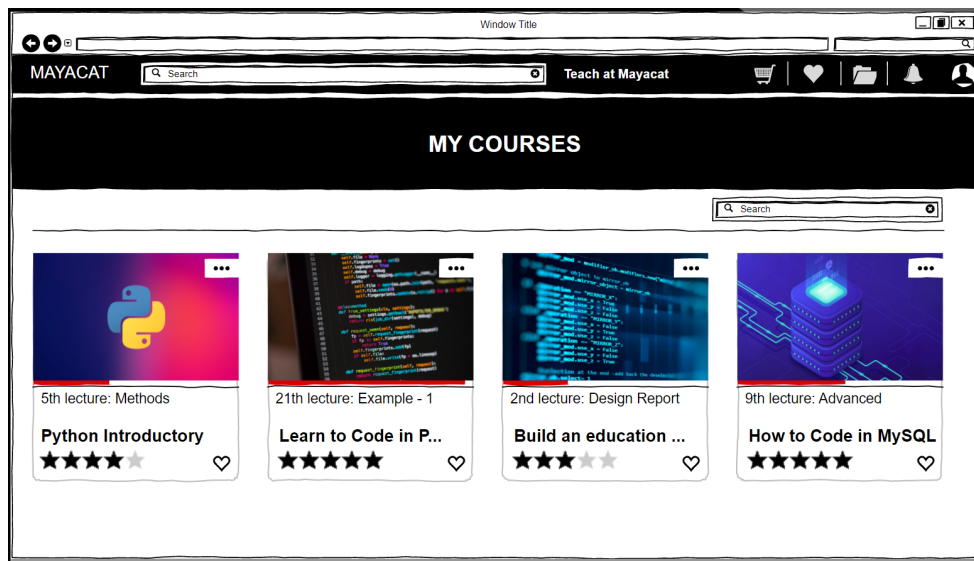 Window Title
MAYACAT
Search
Teach at Mayacat
MY COURSES
Search
5th lecture: Methods
21th lecture: Example - 1
2nd lecture: Design Report
9th lecture: Advanced
Python Introductory
Learn to Code in P...
Build an education ...
How to Code in MySQL